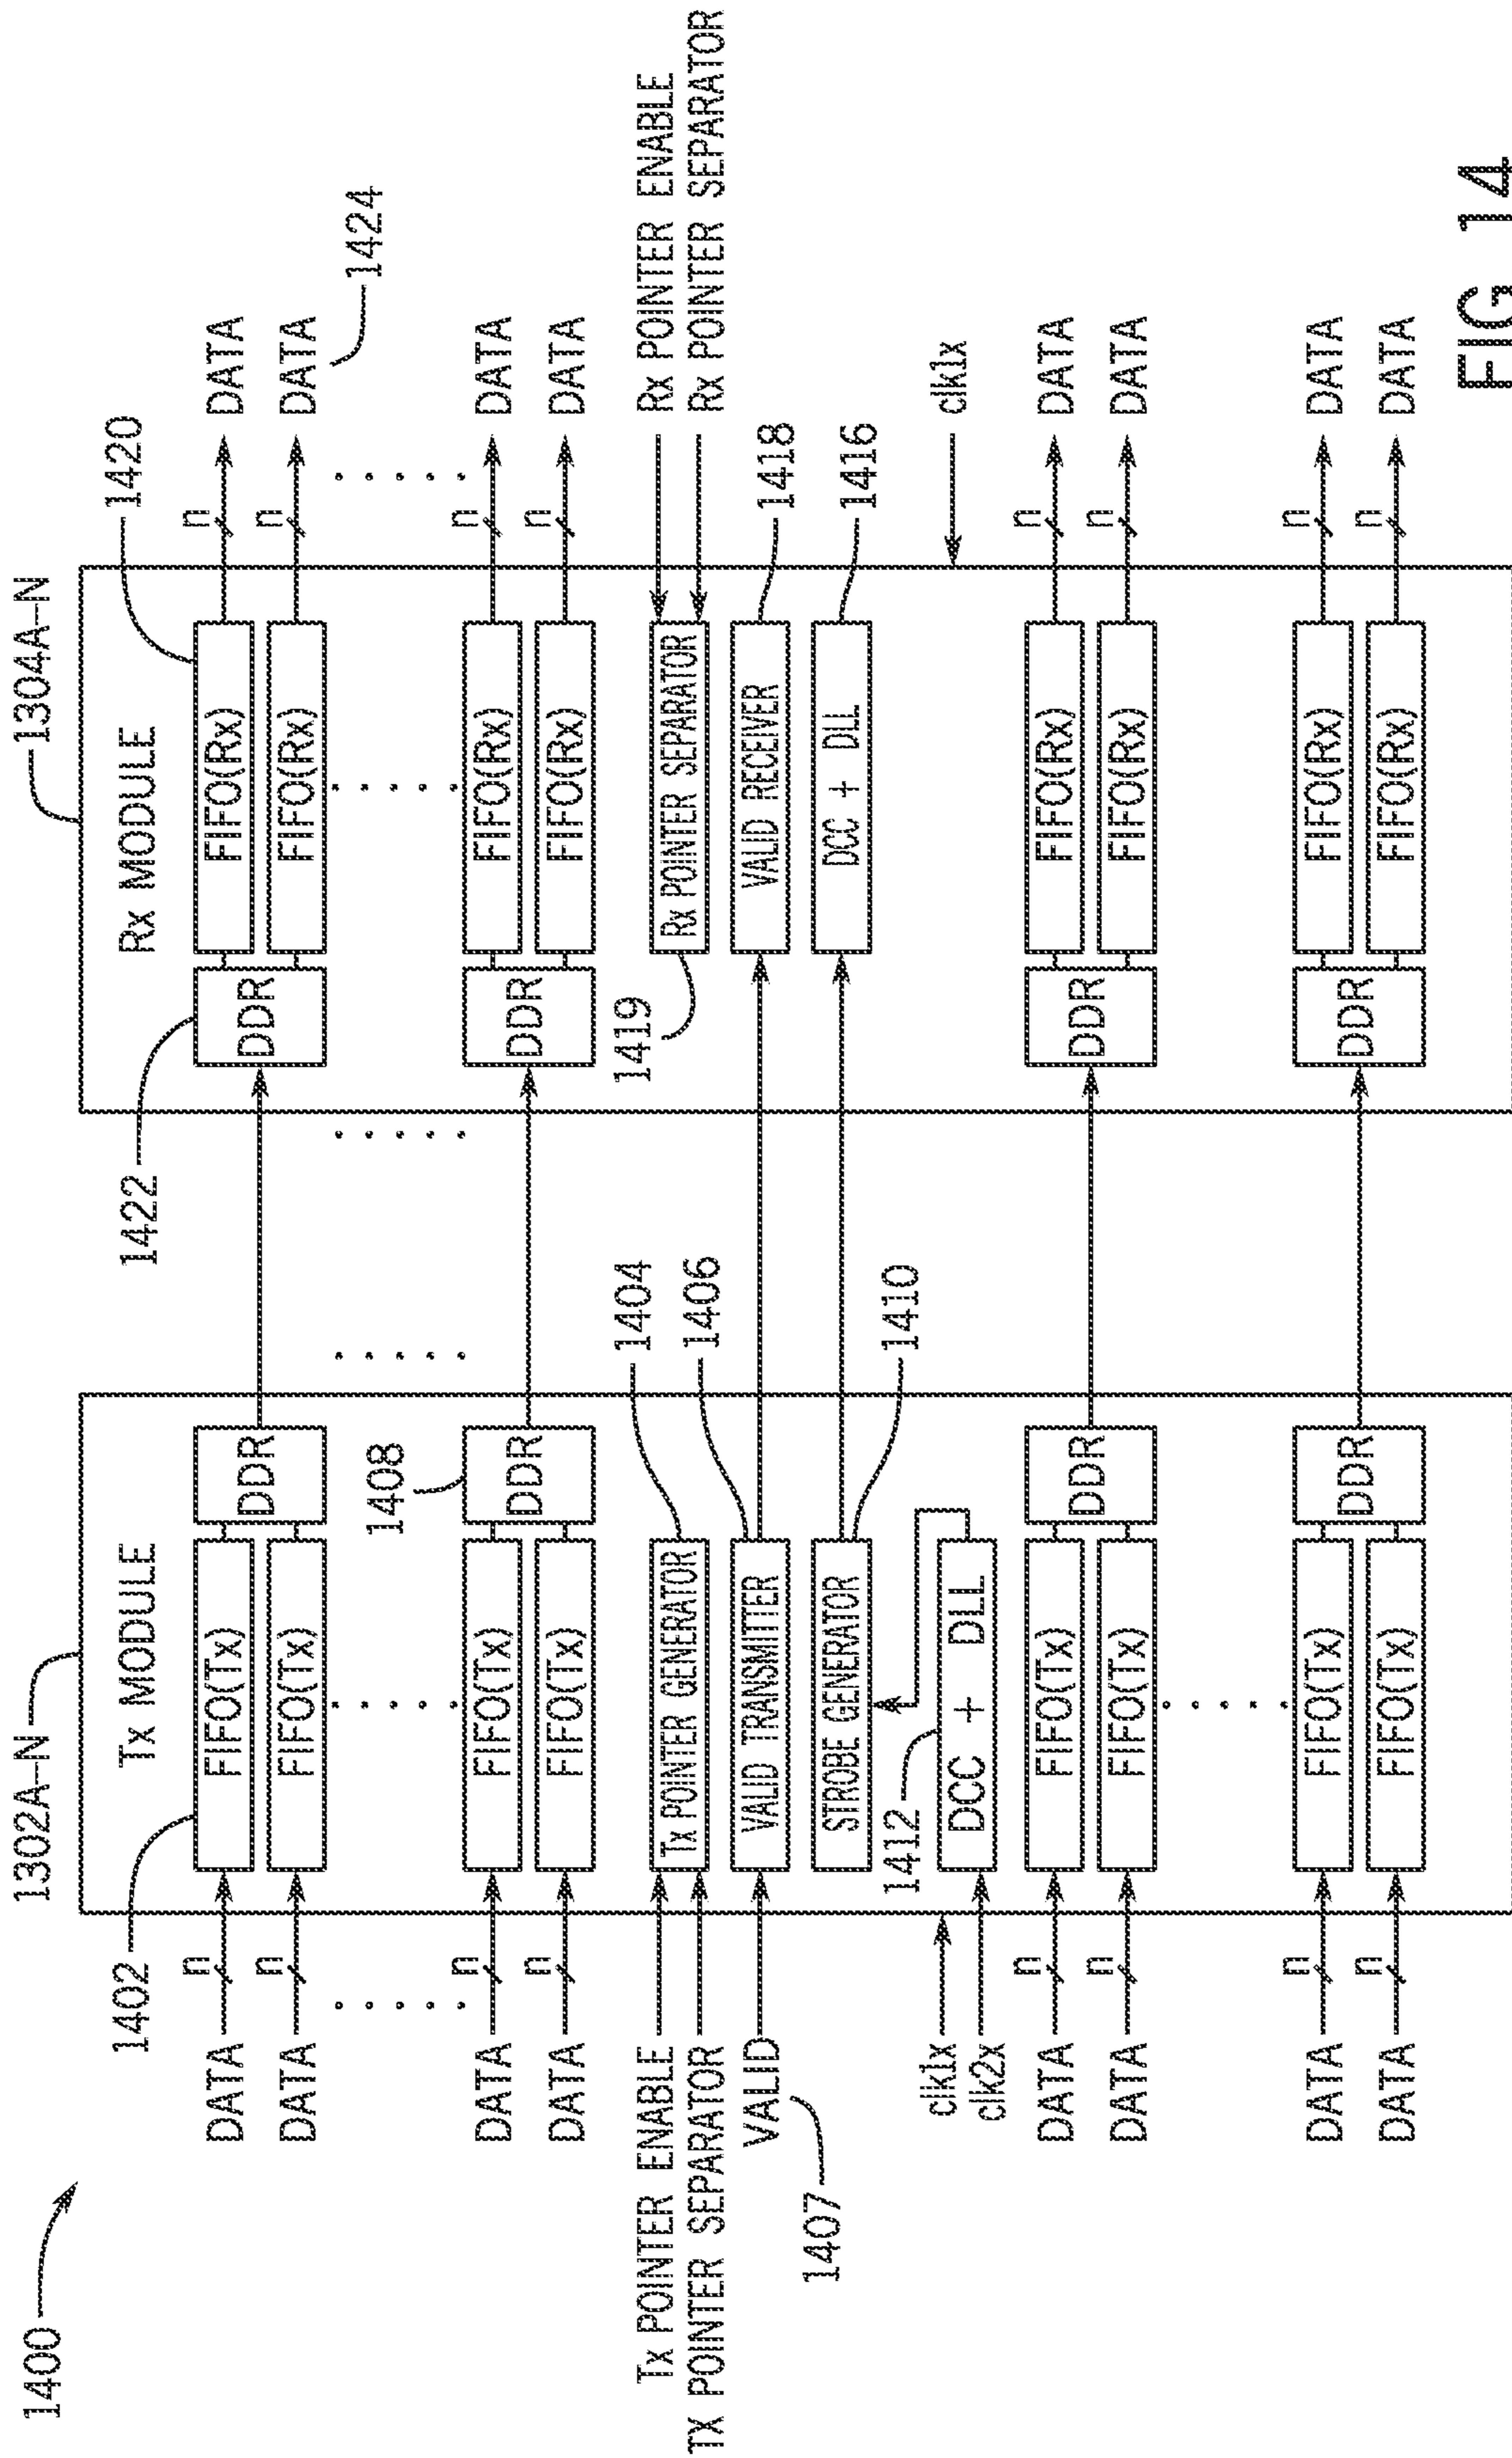 1400
1302A-N
1304A-N
Tx MODULE
Rx MODULE
1402
1422
1420
DATA
n
FIFO(Tx)
DDR
DDR
FIFO(Rx)
n
DATA
DATA
n
FIFO(Tx)
FIFO(Rx)
n
DATA
1424
1408
DATA
n
FIFO(Tx)
DDR
DDR
FIFO(Rx)
n
DATA
DATA
n
FIFO(Tx)
FIFO(Rx)
n
DATA
1404
1419
Tx POINTER ENABLE
Tx POINTER GENERATOR
Rx POINTER SEPARATOR
Rx POINTER ENABLE
TX POINTER SEPARATOR
Rx POINTER SEPARATOR
1406
VALID
VALID TRANSMITTER
VALID RECEIVER
1418
1407
STROBE GENERATOR
DCC + DLL
1416
1410
1412
clk1x
clk1x
clk2x
DCC + DLL
DATA
n
FIFO(Tx)
DDR
DDR
FIFO(Rx)
n
DATA
DATA
n
FIFO(Tx)
FIFO(Rx)
n
DATA
DATA
n
FIFO(Tx)
DDR
DDR
FIFO(Rx)
n
DATA
DATA
n
FIFO(Tx)
FIFO(Rx)
n
DATA
FIG 14